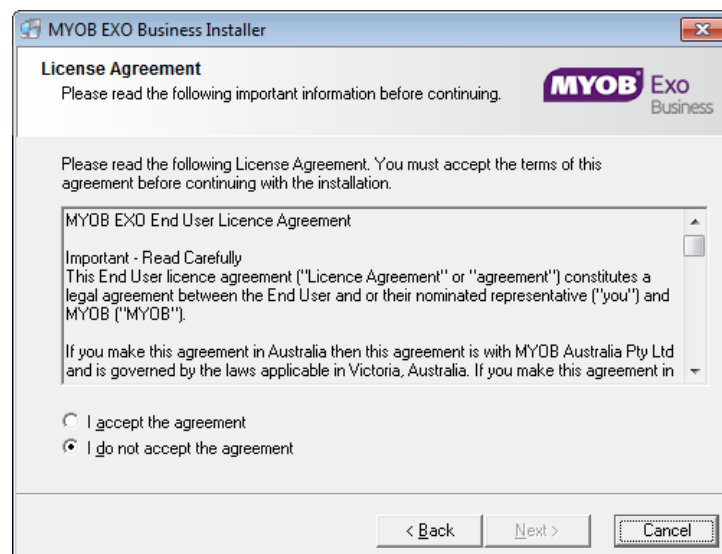 MYOB EXO Business Installer
License Agreement
Please read the following important information before continuing.
MYOB Exo
Business
Please read the following License Agreement. You must accept the terms of this
agreement before continuing with the installation.
MYOB EXO End User Licence Agreement
Important - Read Carefully
This End User licence agreement ("Licence Agreement" or "agreement") constitutes a
legal agreement between the End User and or their nominated representative ("you") and
MYOB ("MYOB").
If you make this agreement in Australia then this agreement is with MYOB Australia Pty Ltd
and is governed by the laws applicable in Victoria, Australia. If you make this agreement in
I accept the agreement
I do not accept the agreement
< Back
Next >
Cancel